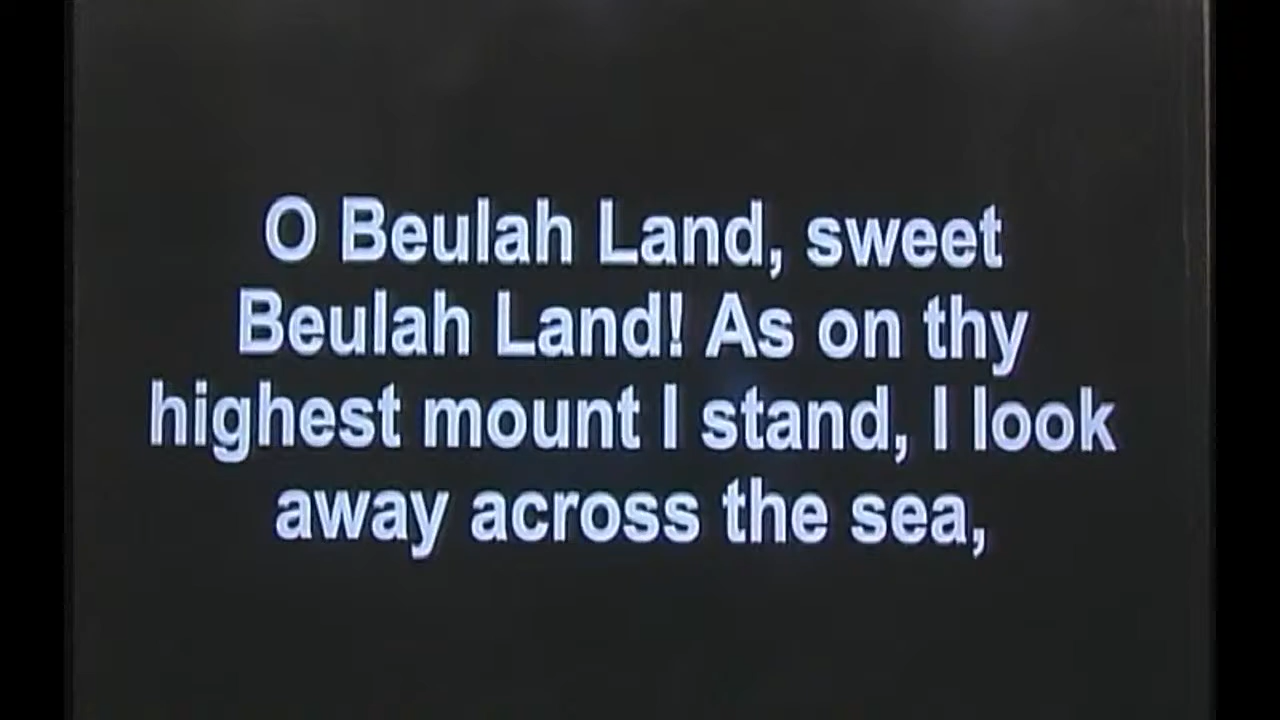 O Beulah Land, sweet
Beulah Land! As on thy
highest mount I stand, I look
away across the sea,